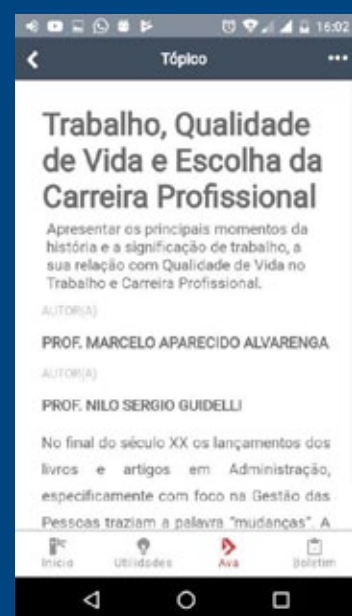 16:02
Tópico
Trabalho, Qualidade
de Vida e Escolha da
Carreira Profissional
Apresentar os principais momentos da
história e a significação de trabalho, a
sua relação com Qualidade de Vida no
Trabalho e Carreira Profissional.
AUTOR(A)
PROF. MARCELO APARECIDO ALVARENGA
AUTOR(A)
PROF. NILO SERGIO GUIDELLI
No final do século XX os lançamentos dos
livros e artigos em Administração,
especificamente com foco na Gestão das
Pessoas traziam a palavra "mudanças". A
Início Utilidades Ava Boletim